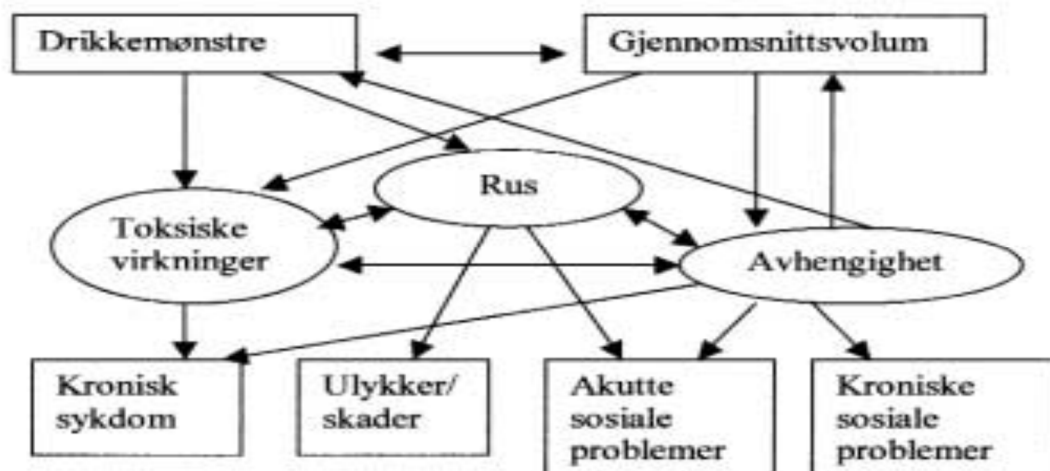 Drikkemønstre
Gjennomsnittsvolum
Rus
Toksiske
virkninger
Avhengighet
Kronisk
sykdom
Ulykker/
skader
Akutte
sosiale
problemer
Kroniske
sosiale
problemer